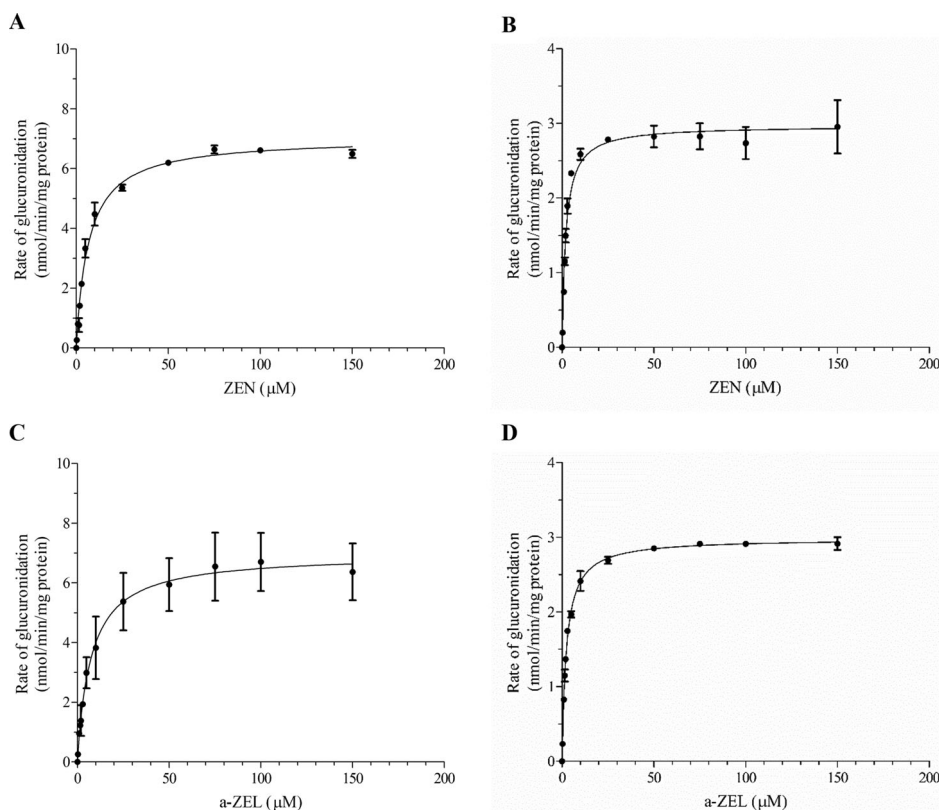 A
Rate of glucuronidation
(nmol/min/mg protein)
10
8
6
4
2
0
0
50
100
150
200
ZEN (μM)
B
Rate of glucuronidation
(nmol/min/mg protein)
4
3
2
1
0
0
50
100
150
200
ZEN (μM)
C
Rate of glucuronidation
(nmol/min/mg protein)
10
8
6
4
2
0
0
50
100
150
200
a-ZEL (μM)
D
Rate of glucuronidation
(nmol/min/mg protein)
4
3
2
1
0
0
50
100
150
200
a-ZEL (μM)